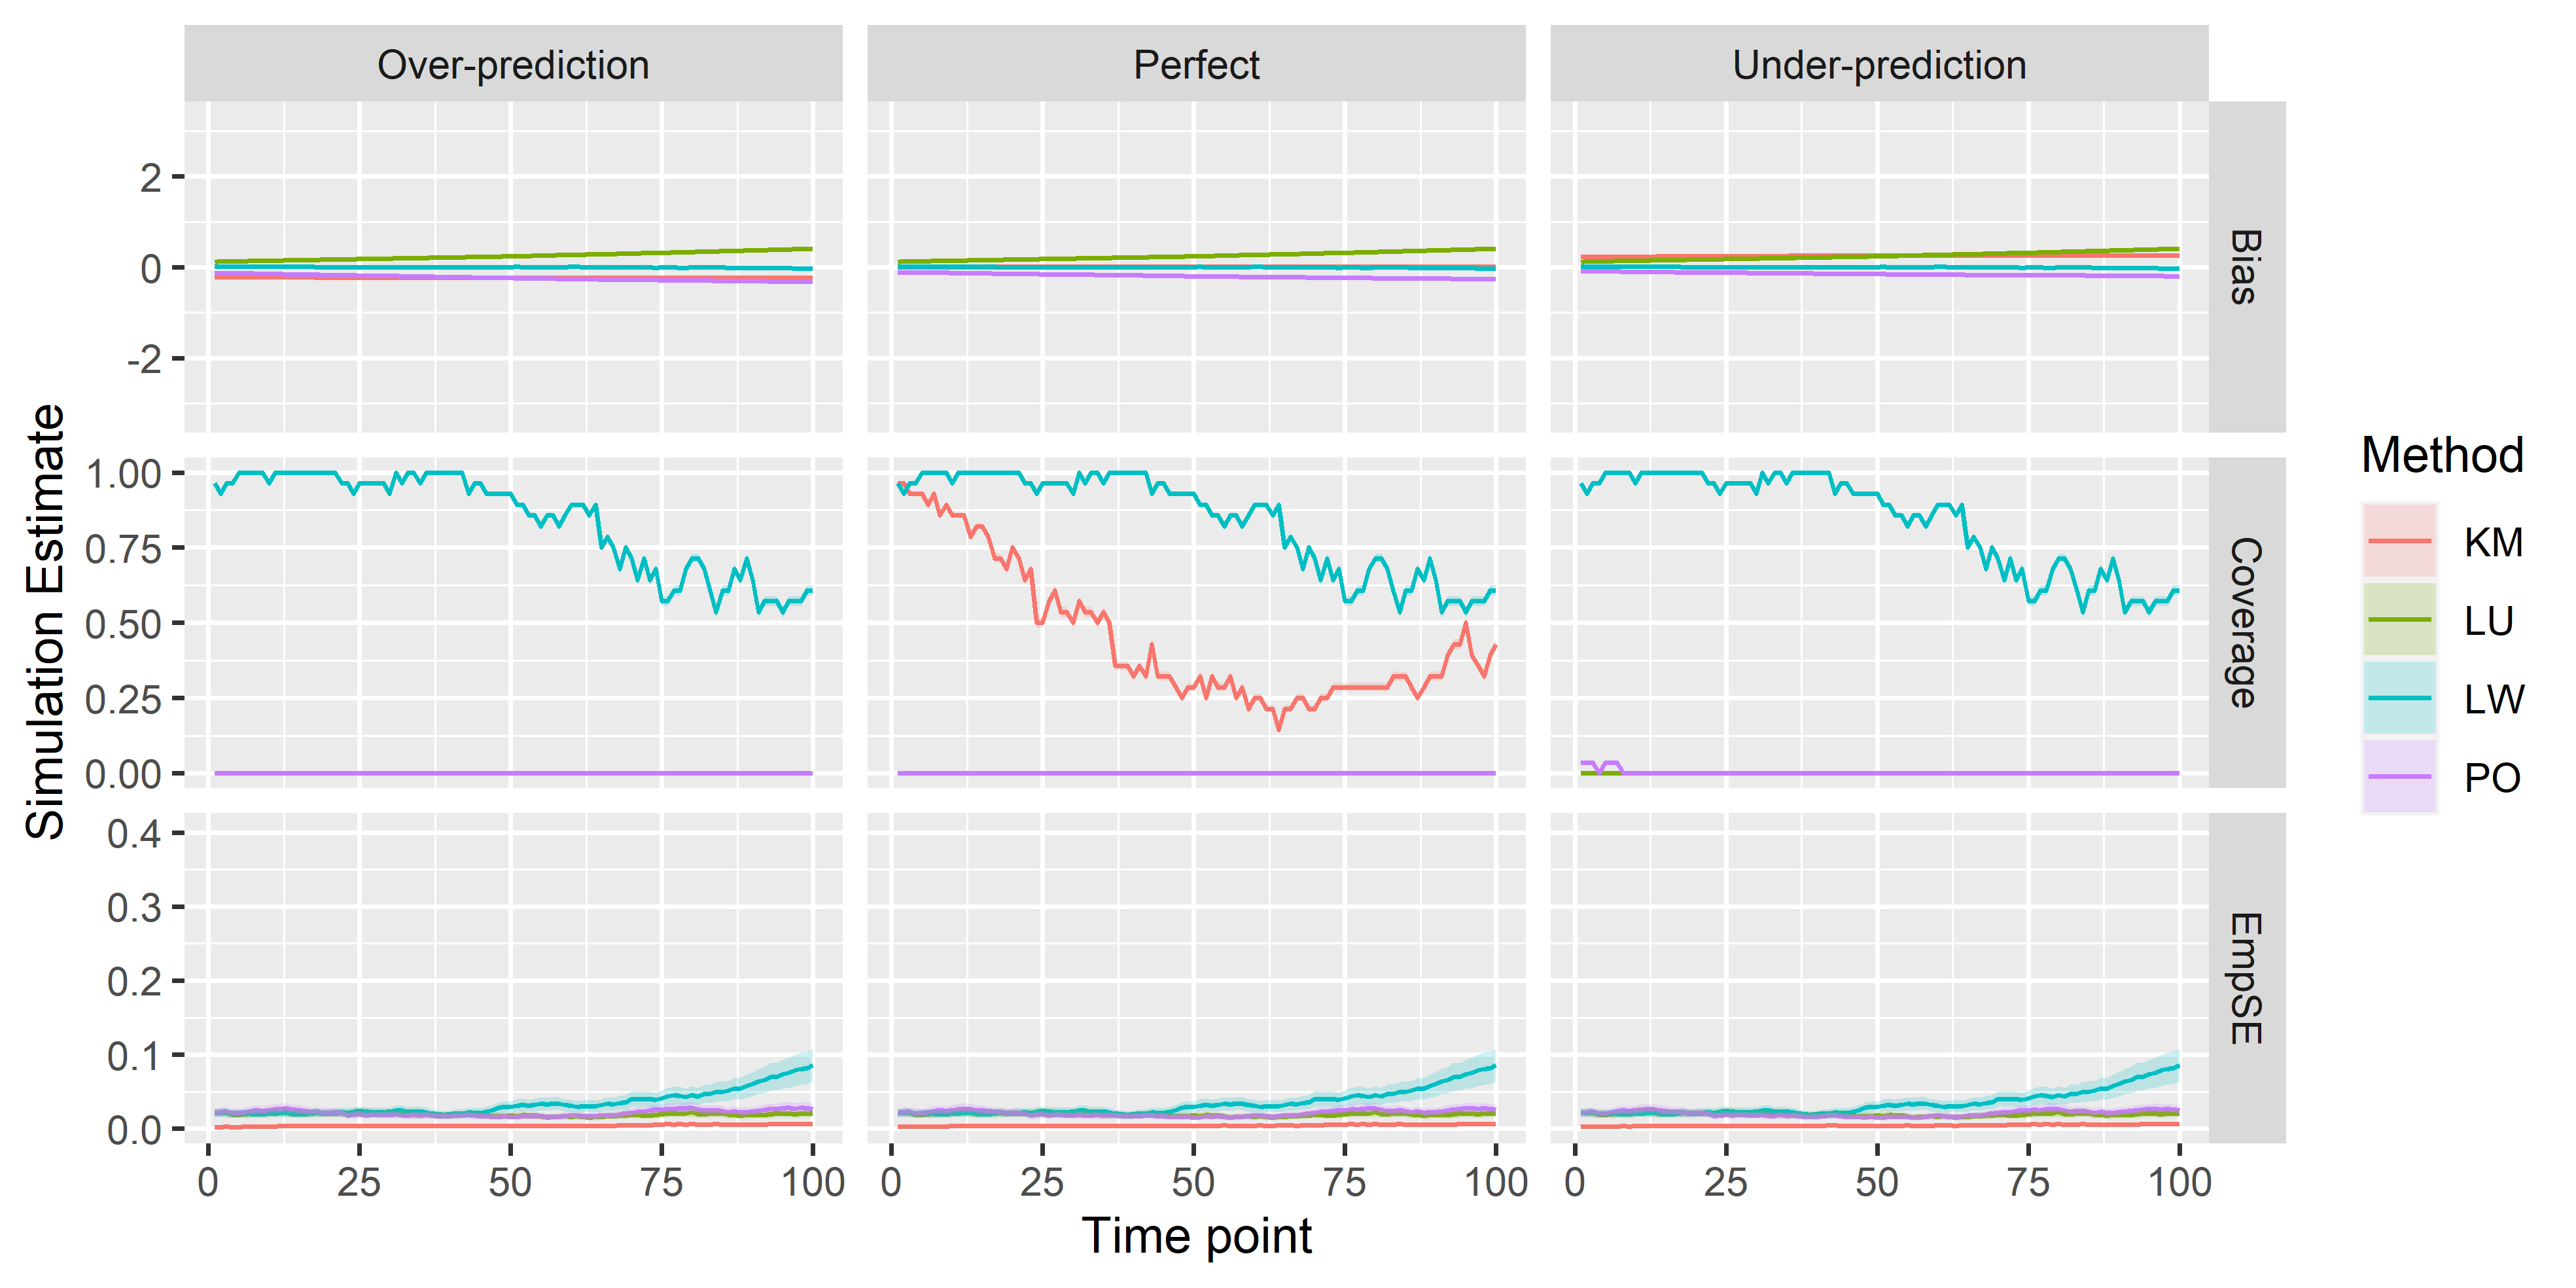 Over-prediction
Perfect
Under-prediction
2
0
-2
Bias
1.00
0.75
0.50
0.25
0.00
Coverage
0.4
0.3
0.2
0.1
0.0
EmpSE
0 25 50 75 100
0 25 50 75 100
0 25 50 75 100
Time point
Simulation Estimate
Method
KM
LU
LW
PO